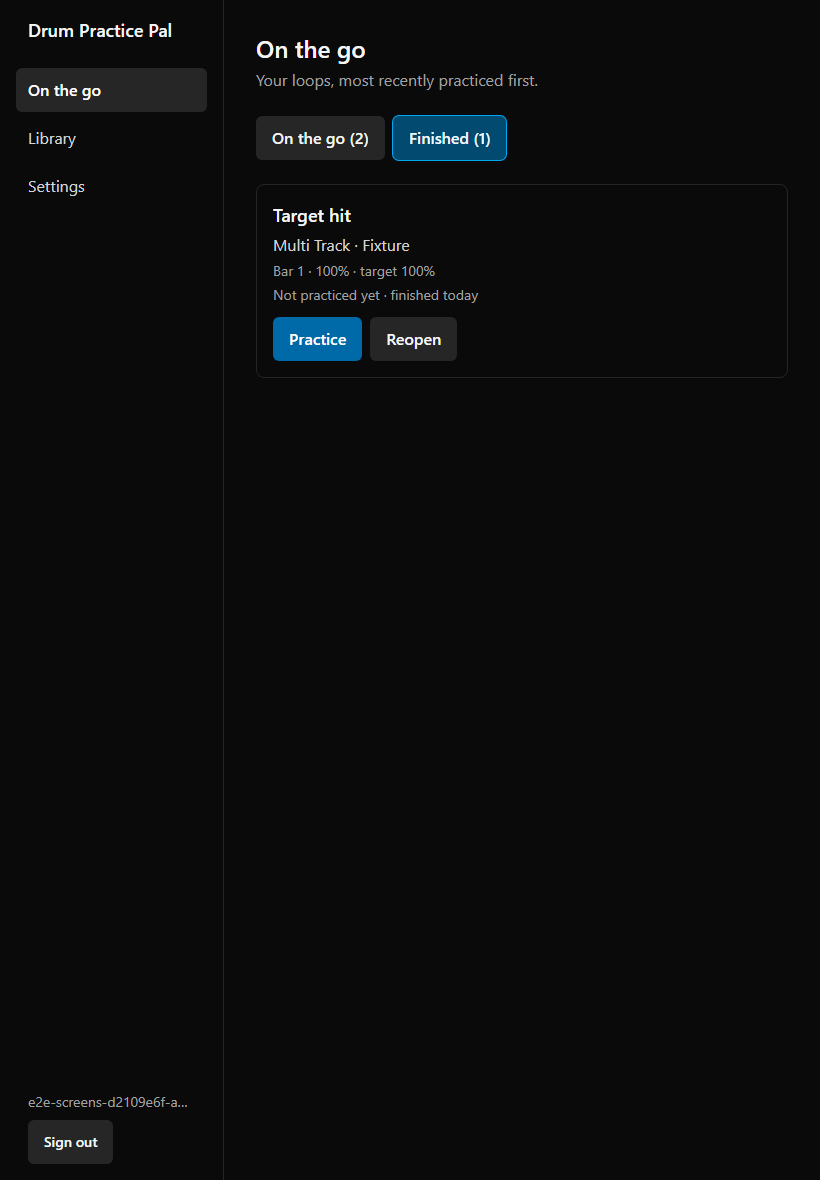 Drum Practice Pal
On the go
Library
Settings
e2e-screens-d2109e6f-a...
Sign out
On the go
Your loops, most recently practiced first.
On the go (2)
Finished (1)
Target hit
Multi Track · Fixture
Bar 1 · 100% · target 100%
Not practiced yet · finished today
Practice
Reopen